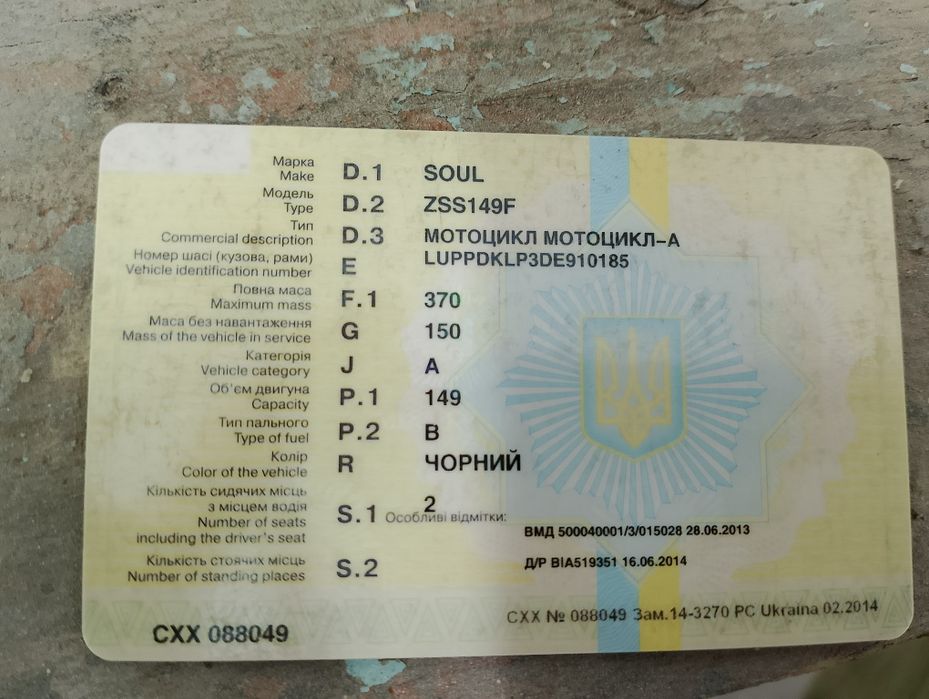 Марка
Make D.1 SOUL
Модель
Type D.2 ZSS149F
Тип
Commercial description D.3 МОТОЦИКЛ МОТОЦИКЛ-А
Номер шасі (кузова, рами)
Vehicle identification number E LUPPDKLP3DE910185
Повна маса
Maximum mass F.1 370
Маса без навантаження
Mass of the vehicle in service G 150
Категорія
Vehicle category J A
Об'єм двигуна
Capacity P.1 149
Тип пального
Type of fuel P.2 B
Колір
Color of the vehicle R ЧОРНИЙ
Кількість сидячих місць
з місцем водія
Number of seats
including the driver's seat S.1 2
Особливі відмітки:
ВМД 500040001/3/015028 28.06.2013
Кількість стоячих місць
Number of standing places S.2
Д/Р ВІА519351 16.06.2014
СХХ 088049
СХХ № 088049 Зам.14-3270 РС Ukraina 02.2014